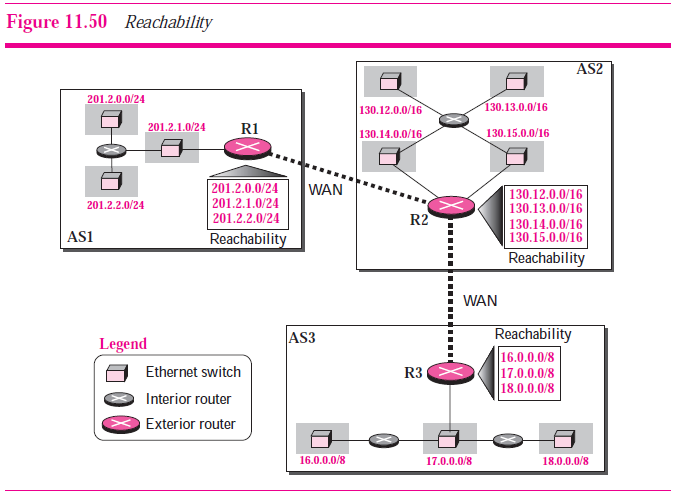 Figure 11.50 Reachability
AS1
201.2.0.0/24
201.2.1.0/24
R1
201.2.2.0/24
201.2.0.0/24
201.2.1.0/24
201.2.2.0/24
Reachability
WAN
AS2
130.12.0.0/16
130.13.0.0/16
130.14.0.0/16
130.15.0.0/16
R2
130.12.0.0/16
130.13.0.0/16
130.14.0.0/16
130.15.0.0/16
Reachability
WAN
AS3
Reachability
R3
16.0.0.0/8
17.0.0.0/8
18.0.0.0/8
16.0.0.0/8
17.0.0.0/8
18.0.0.0/8
Legend
Ethernet switch
Interior router
Exterior router